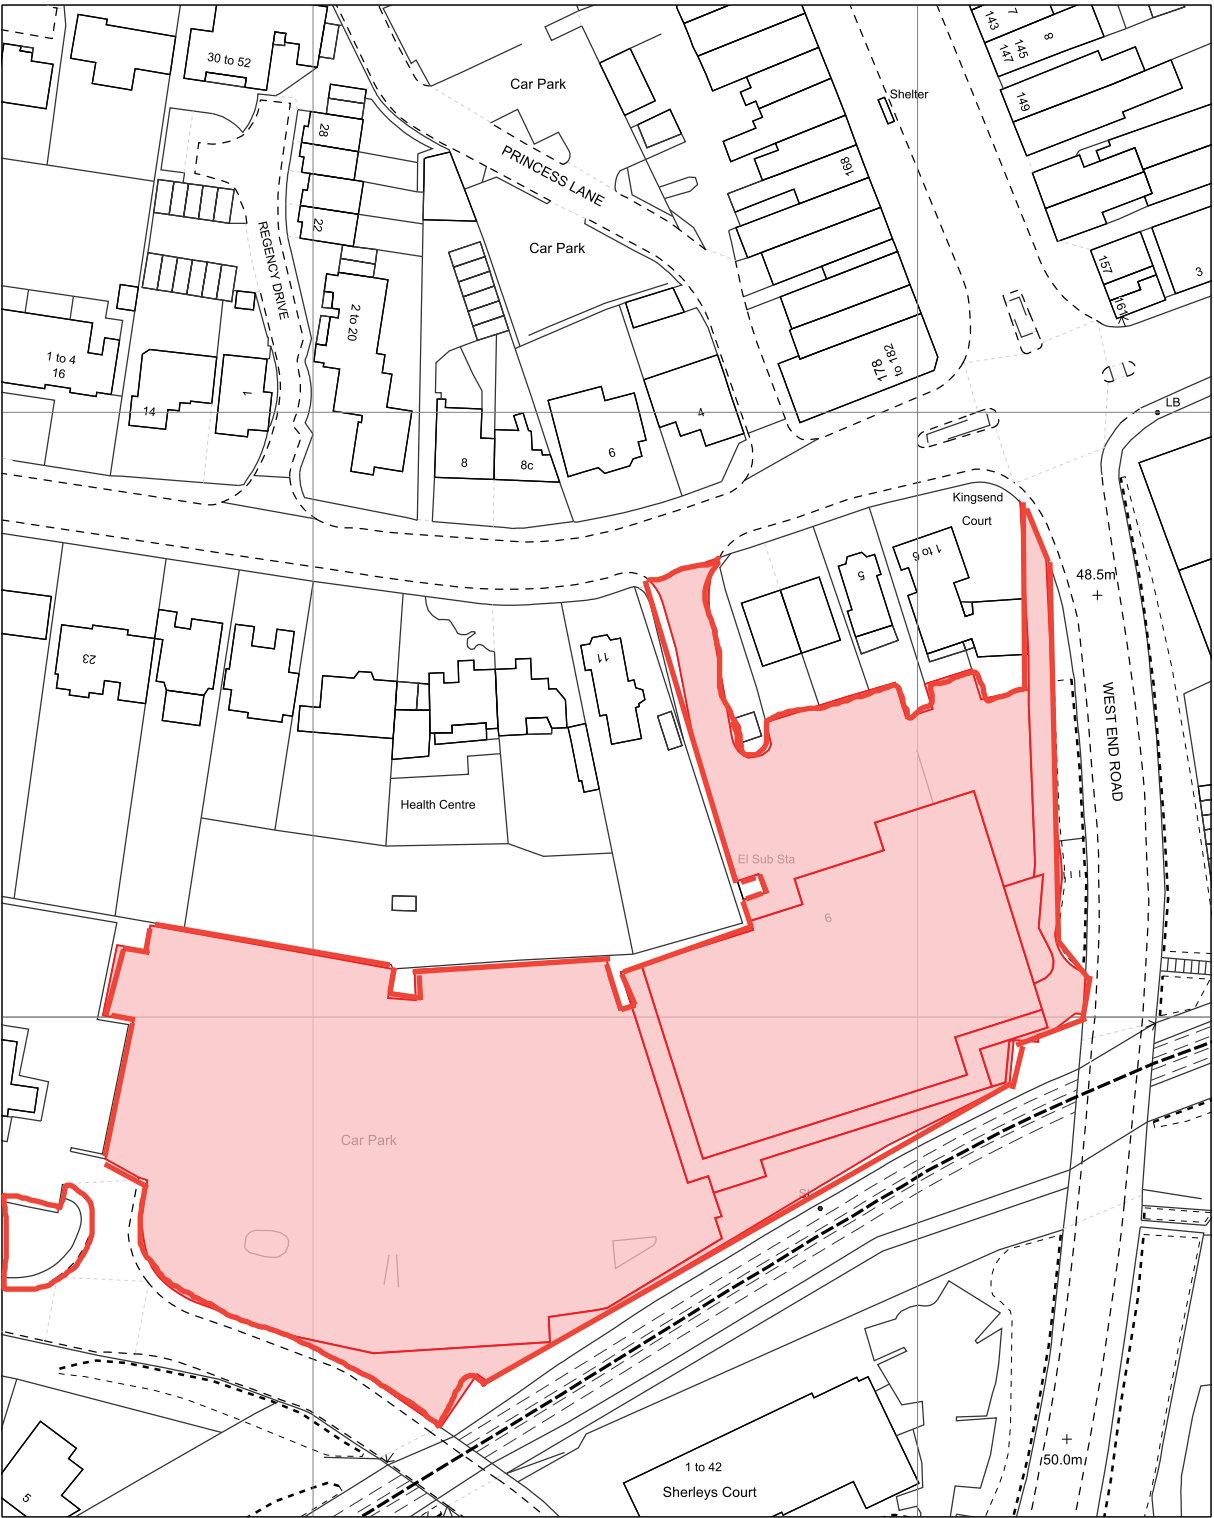 143
7
147
145
8
30 to 52
Car Park
149
Shelter
28
PRINCESS LANE
168
22
REGENCY DRIVE
Car Park
157
3
161
2 to 20
1 to 4
16
178
to 182
14
1
4
LB
8
8c
6
Kingsend
Court
1 to 6
5
48.5m
23
11
WEST END ROAD
Health Centre
El Sub Sta
6
Car Park
SL
50.0m
1 to 42
Sherleys Court
5